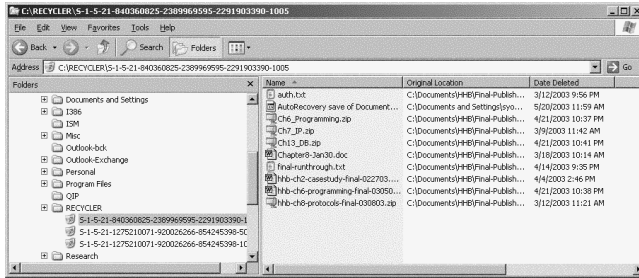 C:\RECYCLER\S-1-5-21-840360825-2389969595-2291903390-1005
File Edit View Favorites Tools Help
Back Search Folders
Address C:\RECYCLER\S-1-5-21-840360825-2389969595-2291903390-1005 Go
Folders
Documents and Settings
I386
ISM
Misc
Outlook-bck
Outlook-Exchange
Personal
Program Files
QIP
RECYCLER
S-1-5-21-840360825-2389969595-2291903390-1
S-1-5-21-1275210071-920026266-854245398-50
S-1-5-21-1275210071-920026266-854245398-10
Research
Name Original Location Date Deleted
auth.txt C:\Documents\HHB\Final-Publish... 3/12/2003 9:56 PM
AutoRecovery save of Document... C:\Documents and Settings\syo... 5/20/2003 11:59 AM
Ch6_Programming.zip C:\Documents\HHB\Final-Publish... 4/21/2003 10:37 PM
Ch7_IP.zip C:\Documents\HHB\Final-Publish... 3/9/2003 11:42 AM
Ch13_DB.zip C:\Documents\HHB\Final-Publish... 4/21/2003 10:41 PM
Chapter8-Jan30.doc C:\Documents\HHB\Final-Publish... 3/18/2003 10:14 AM
final-runthrough.txt C:\Documents\HHB\Final-Publish... 4/14/2003 9:35 PM
hhb-ch2-casestudy-final-022703.... C:\Documents\HHB\Final-Publish... 4/4/2003 2:46 PM
hhb-ch6-programming-final-03050... C:\Documents\HHB\Final-Publish... 4/21/2003 10:38 PM
hhb-ch8-protocols-final-030803.zip C:\Documents\HHB\Final-Publish... 3/12/2003 11:21 AM